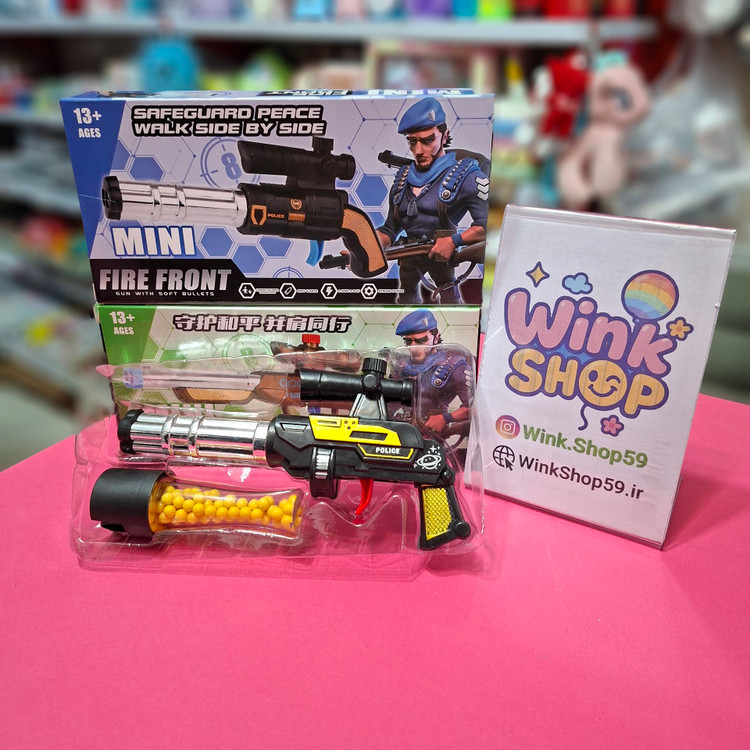 13+
AGES
SAFEGUARD PEACE
WALK SIDE BY SIDE
POLICE
MINI
FIRE FRONT
GUN WITH SOFT BULLETS
13+
AGES
守护和平 并肩同行
POLICE
Wink
SHOP
Wink.Shop59
WinkShop59.ir